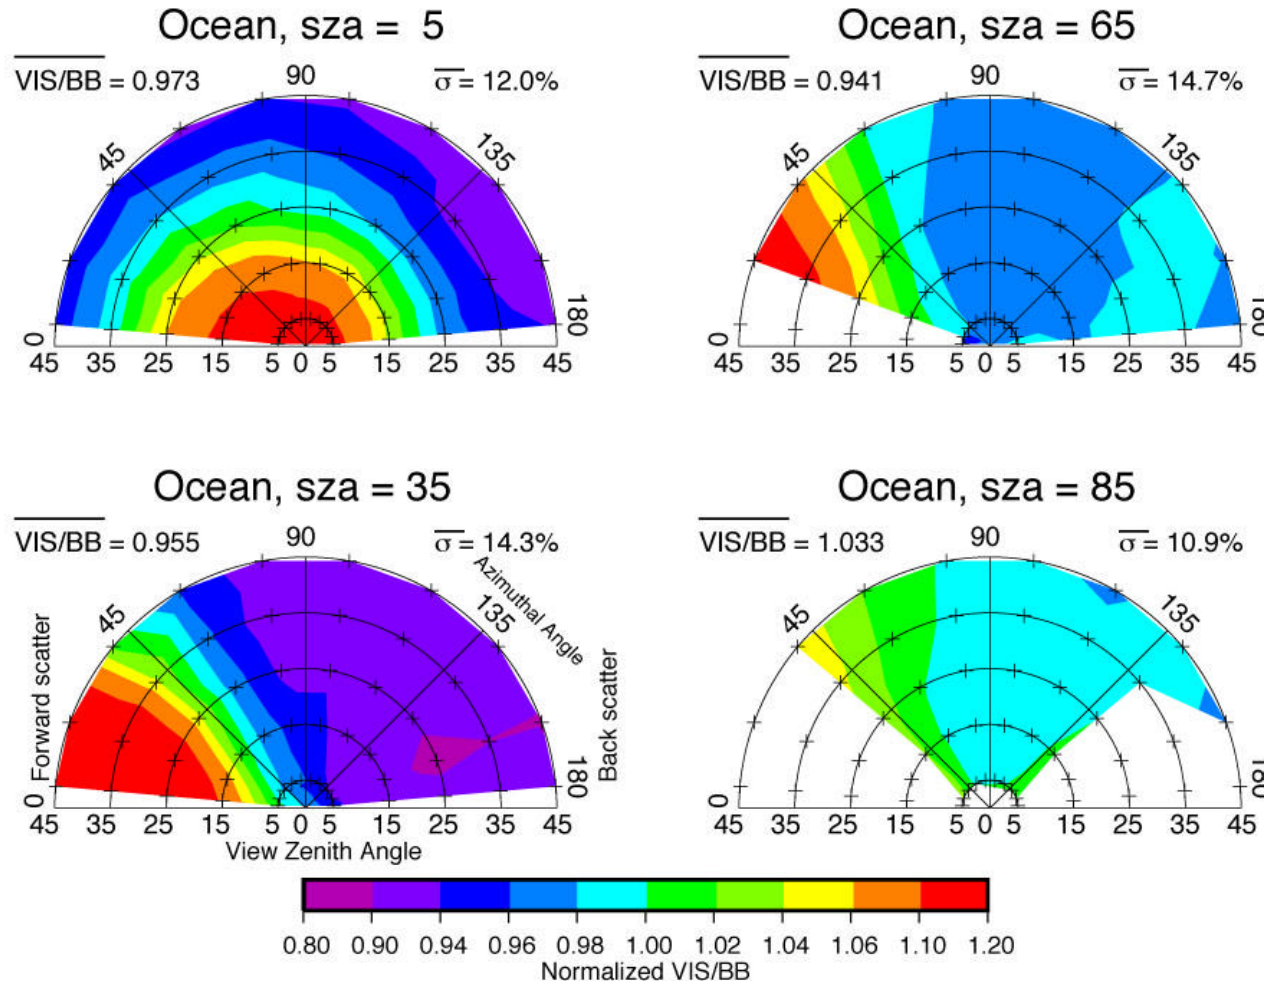 Ocean, sza = 5
VIS/BB = 0.973
σ = 12.0%
90
45
135
0
180
45 35 25 15 5 0 5 15 25 35 45
Ocean, sza = 65
VIS/BB = 0.941
σ = 14.7%
90
45
135
0
180
45 35 25 15 5 0 5 15 25 35 45
Ocean, sza = 35
VIS/BB = 0.955
σ = 14.3%
90
45
135
Azimuthal Angle
Forward scatter
Back scatter
0
180
45 35 25 15 5 0 5 15 25 35 45
View Zenith Angle
Ocean, sza = 85
VIS/BB = 1.033
σ = 10.9%
90
45
135
0
180
45 35 25 15 5 0 5 15 25 35 45
0.80 0.90 0.94 0.96 0.98 1.00 1.02 1.04 1.06 1.10 1.20
Normalized VIS/BB